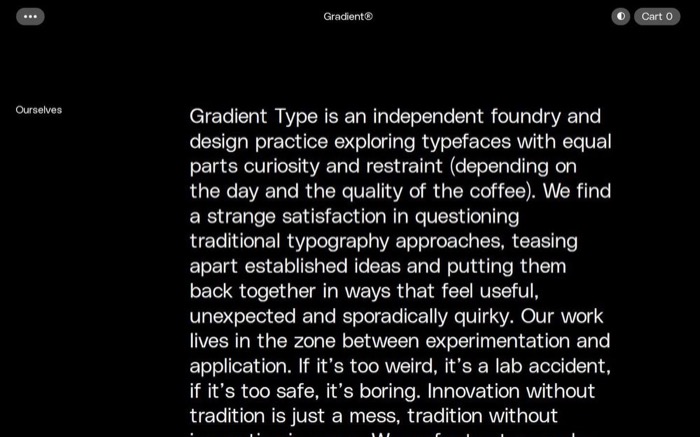 Gradient®
Cart 0
Ourselves
Gradient Type is an independent foundry and
design practice exploring typefaces with equal
parts curiosity and restraint (depending on
the day and the quality of the coffee). We find
a strange satisfaction in questioning
traditional typography approaches, teasing
apart established ideas and putting them
back together in ways that feel useful,
unexpected and sporadically quirky. Our work
lives in the zone between experimentation and
application. If it’s too weird, it’s a lab accident,
if it’s too safe, it’s boring. Innovation without
tradition is just a mess, tradition without